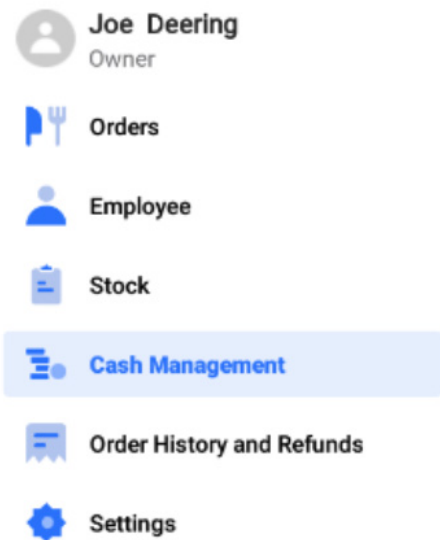 Joe Deering
Owner
Orders
Employee
Stock
Cash Management
Order History and Refunds
Settings